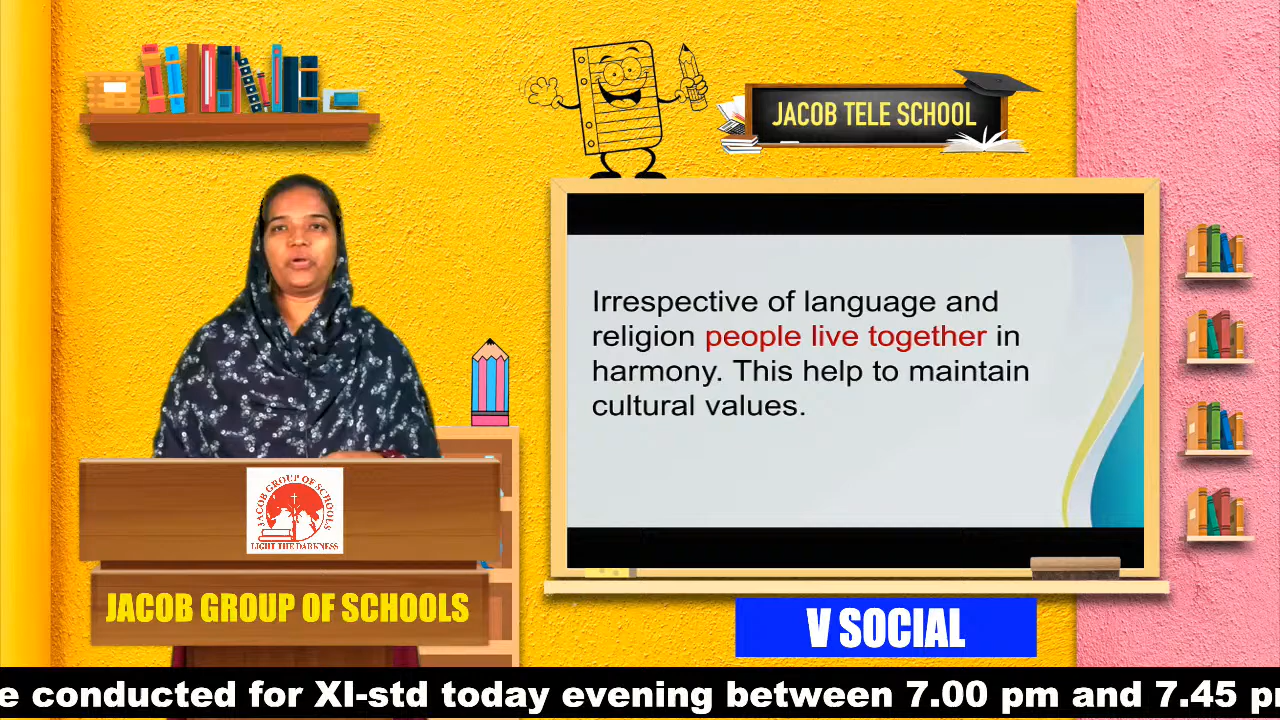 JACOB TELE SCHOOL
Irrespective of language and
religion people live together in
harmony. This help to maintain
cultural values.
JACOB GROUP OF SCHOOLS
LIGHT THE DARKNESS
JACOB GROUP OF SCHOOLS
V SOCIAL
e conducted for XI-std today evening between 7.00 pm and 7.45 p